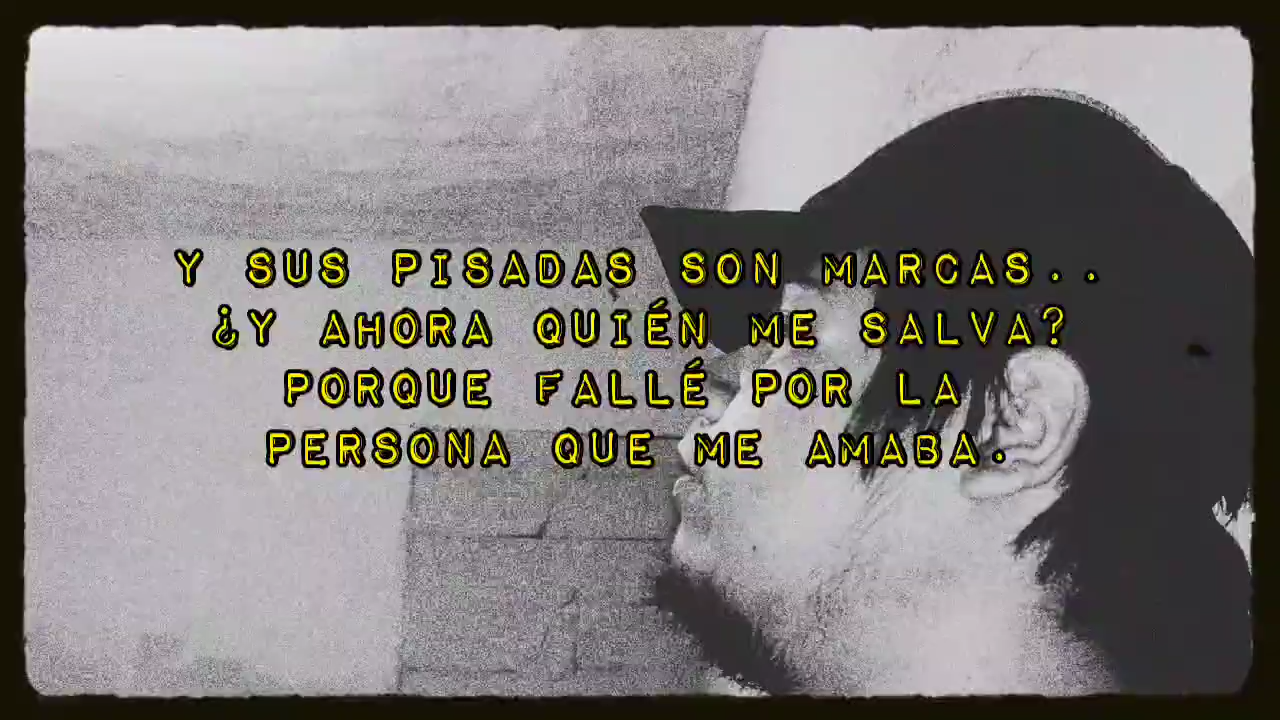 Y SUS PISADAS SON MARCAS..
¿Y AHORA QUIÉN ME SALVA?
PORQUE FALLÉ POR LA
PERSONA QUE ME AMABA.